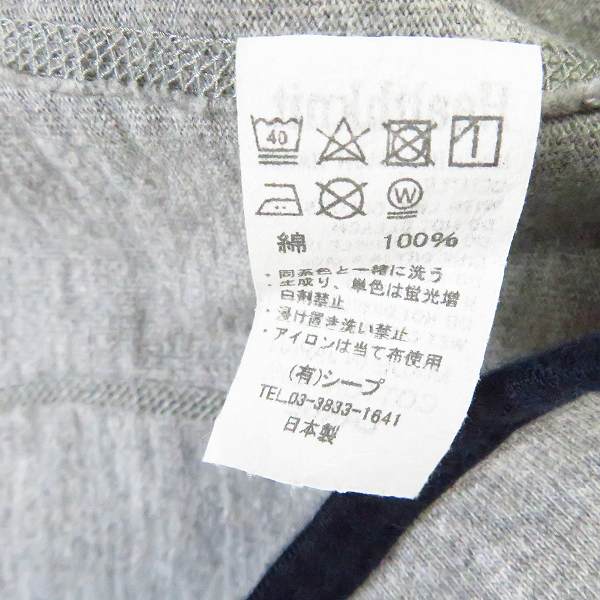 40
W
綿 100%
・同系色と一緒に洗う
・生成り、単色は蛍光増
白剤禁止
・浸け置き洗い禁止
・アイロンは当て布使用
(有)シープ
TEL.03-3833-1641
日本製